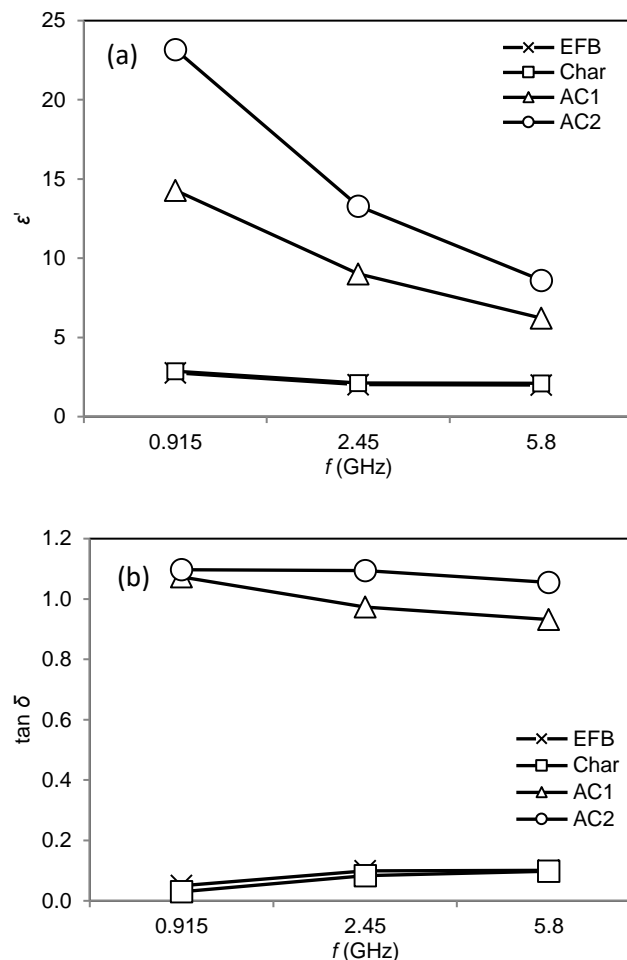 (a)
EFB
Char
AC1
AC2
25
20
15
10
5
0
ε'
0.915 2.45 5.8
f (GHz)
(b)
1.2
1.0
0.8
0.6
0.4
0.2
0.0
tan δ
EFB
Char
AC1
AC2
0.915 2.45 5.8
f (GHz)